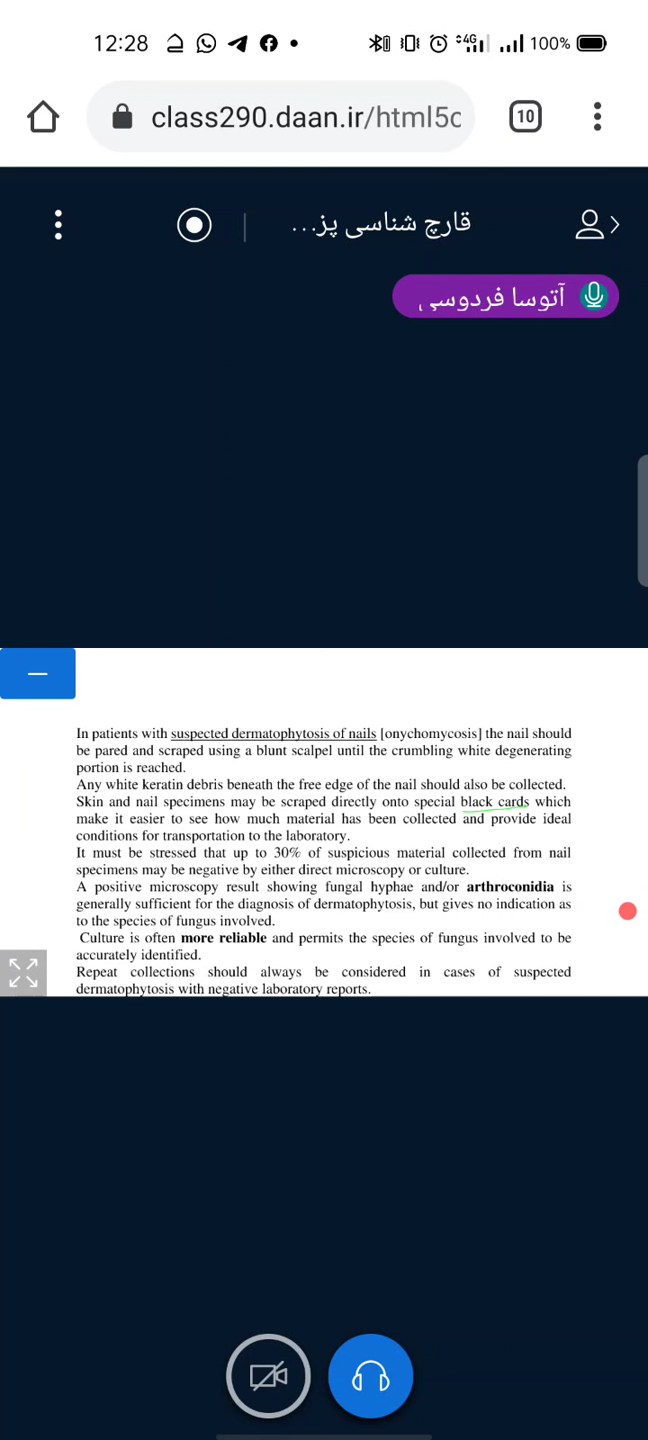 12:28
4G
100%
class290.daan.ir/html5c
10
قارچ شناسی پز...
آتوسا فردوسی
In patients with suspected dermatophytosis of nails [onychomycosis] the nail should
be pared and scraped using a blunt scalpel until the crumbling white degenerating
portion is reached.
Any white keratin debris beneath the free edge of the nail should also be collected.
Skin and nail specimens may be scraped directly onto special black cards which
make it easier to see how much material has been collected and provide ideal
conditions for transportation to the laboratory.
It must be stressed that up to 30% of suspicious material collected from nail
specimens may be negative by either direct microscopy or culture.
A positive microscopy result showing fungal hyphae and/or arthroconidia is
generally sufficient for the diagnosis of dermatophytosis, but gives no indication as
to the species of fungus involved.
Culture is often more reliable and permits the species of fungus involved to be
accurately identified.
Repeat collections should always be considered in cases of suspected
dermatophytosis with negative laboratory reports.